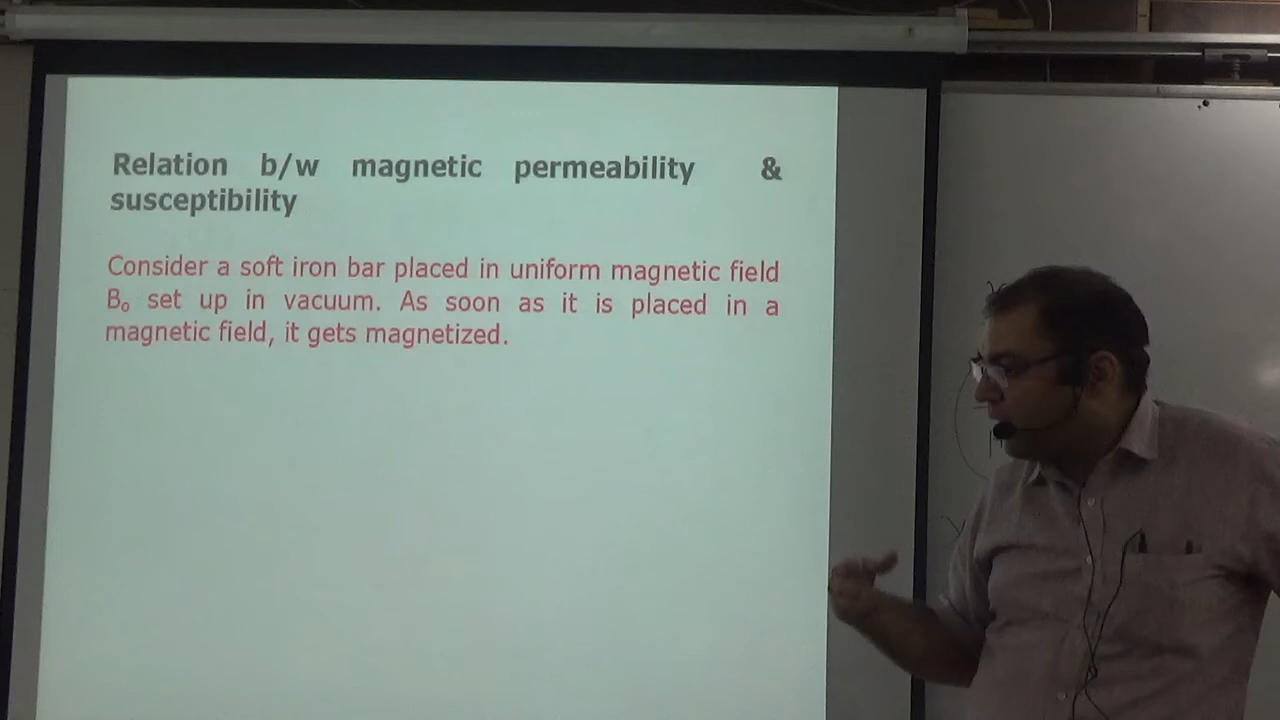 Relation b/w magnetic permeability &
susceptibility
Consider a soft iron bar placed in uniform magnetic field
Bₒ set up in vacuum. As soon as it is placed in a
magnetic field, it gets magnetized.